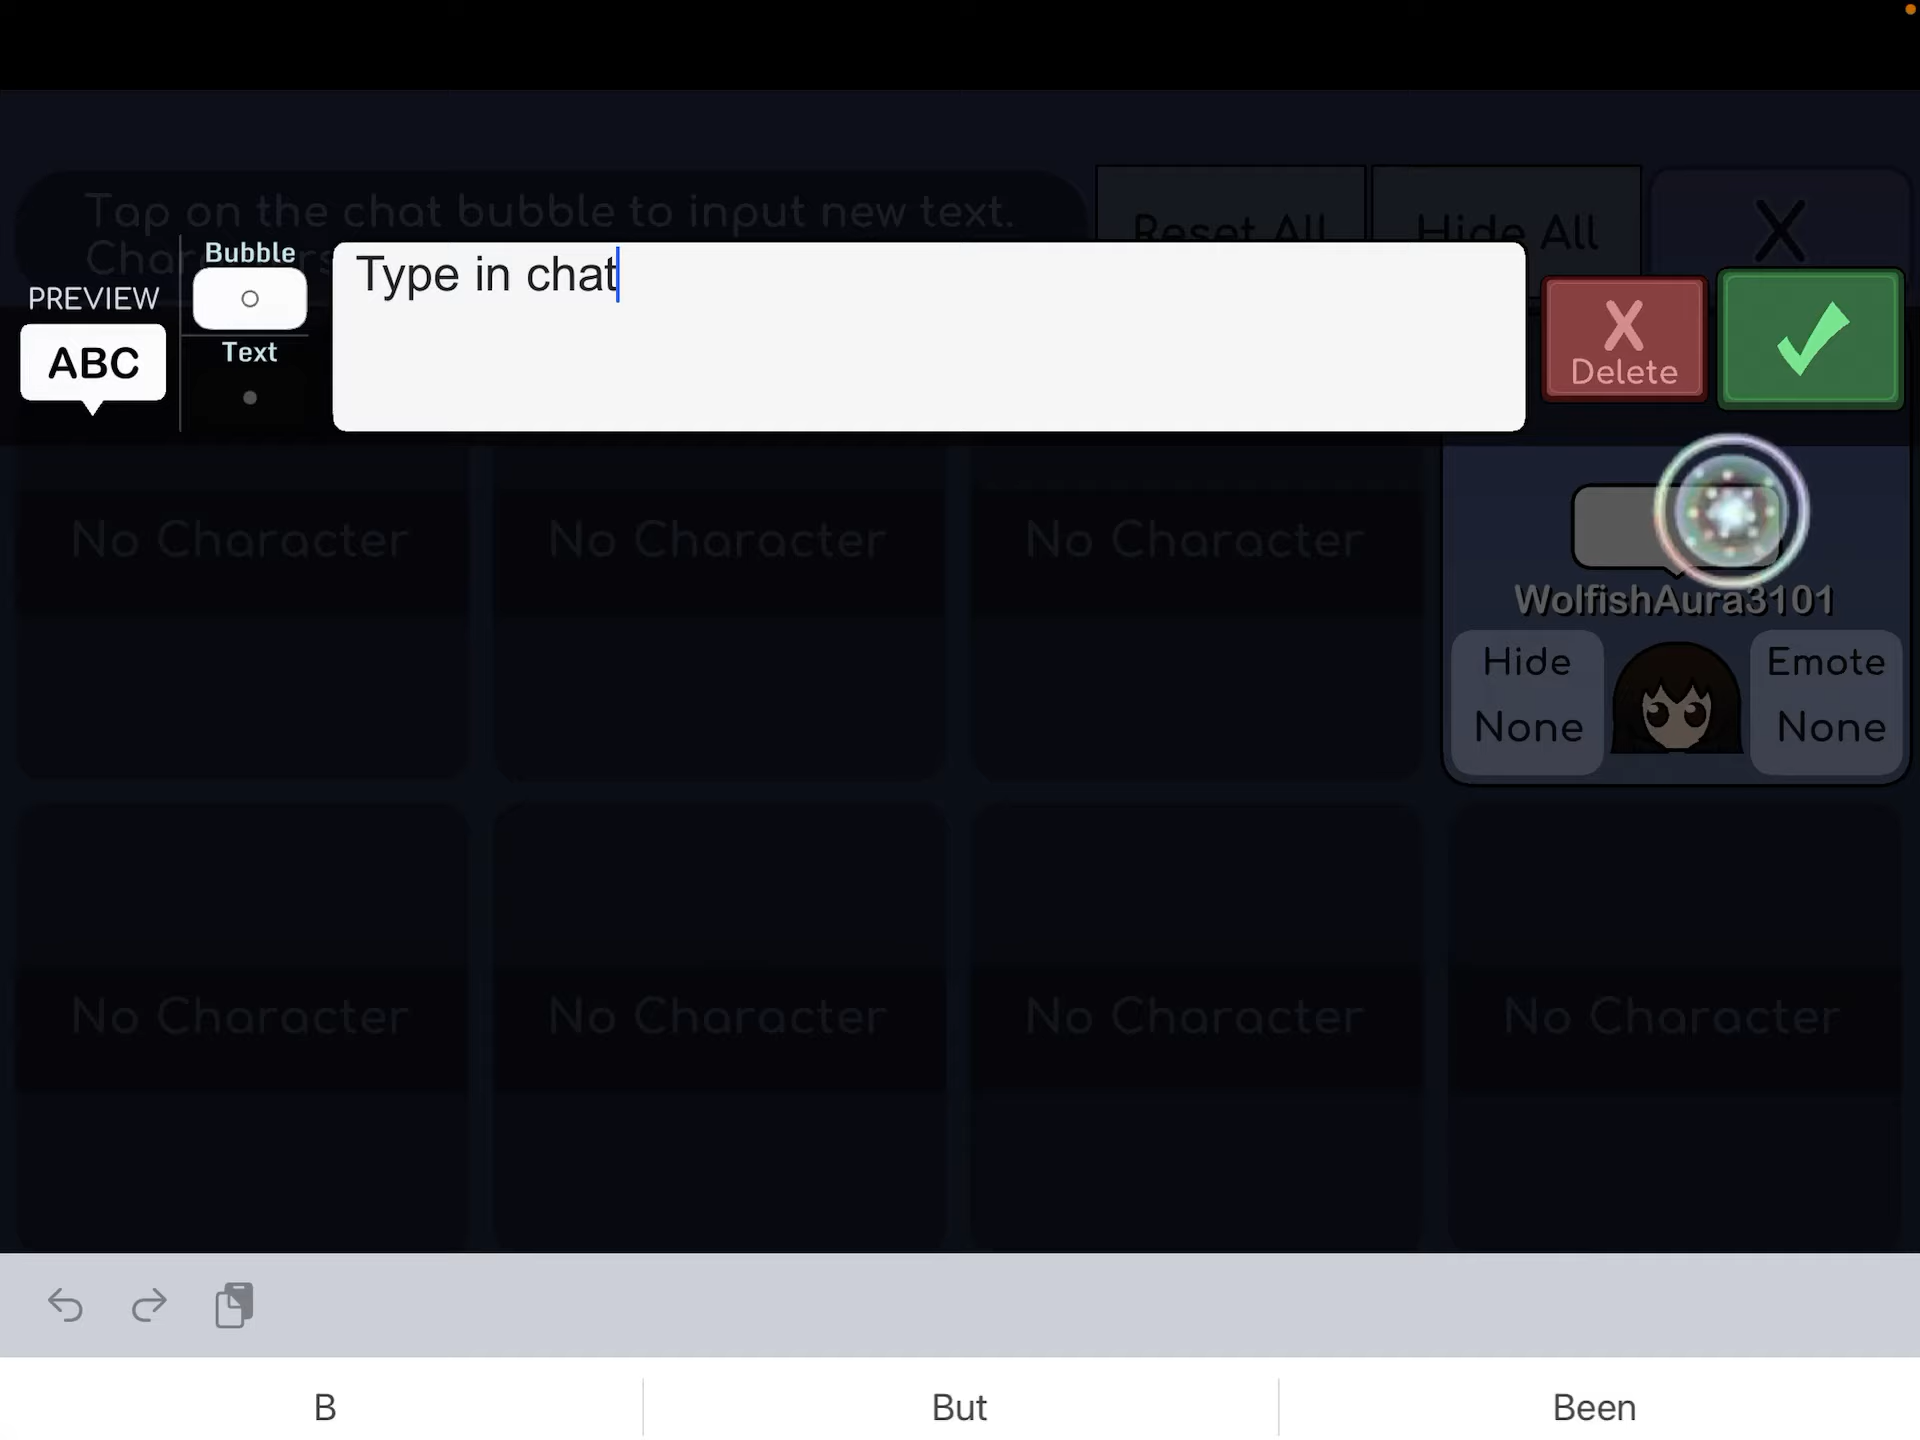 Tap on the chat bubble to input new text.
Characters
Reset All
Hide All
X
PREVIEW
ABC
Bubble
Text
Type in chat
X
Delete
No Character
No Character
No Character
WolfishAura3101
Hide
None
Emote
None
No Character
No Character
No Character
No Character
B
But
Been